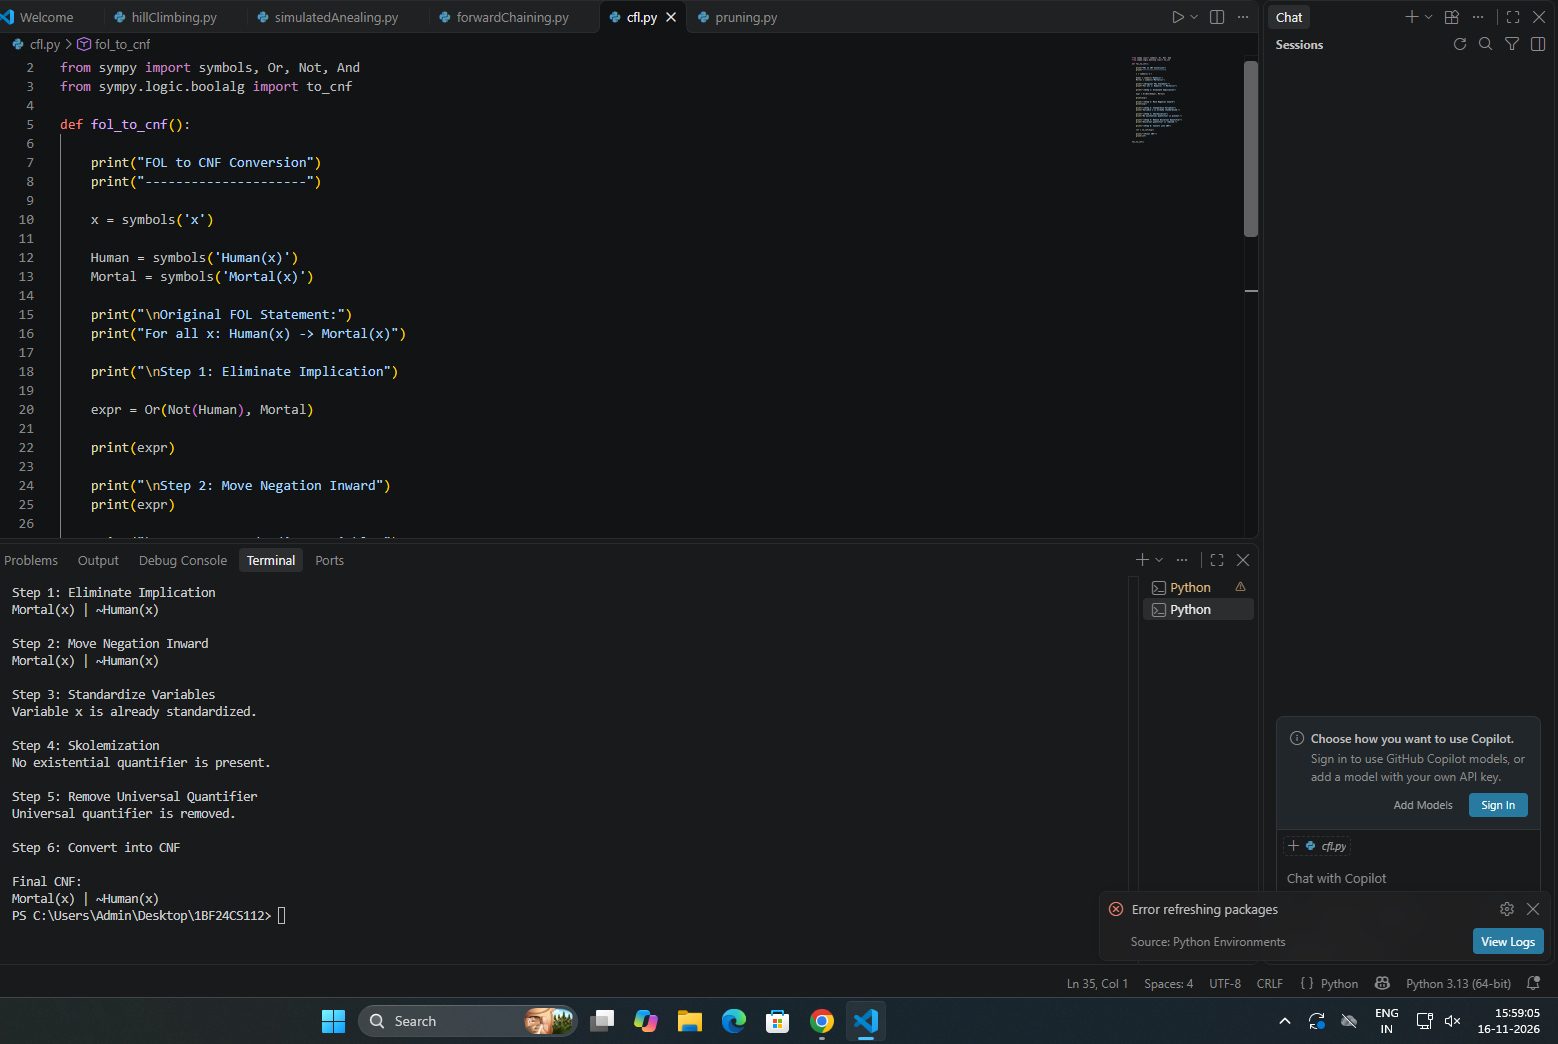 Welcome
hillClimbing.py
simulatedAnealing.py
forwardChaining.py
cfl.py
pruning.py
cfl.py > fol_to_cnf
2 from sympy import symbols, Or, Not, And
3 from sympy.logic.boolalg import to_cnf
4
5 def fol_to_cnf():
6
7 print("FOL to CNF Conversion")
8 print("---------------------")
9
10 x = symbols('x')
11
12 Human = symbols('Human(x)')
13 Mortal = symbols('Mortal(x)')
14
15 print("\nOriginal FOL Statement:")
16 print("For all x: Human(x) -> Mortal(x)")
17
18 print("\nStep 1: Eliminate Implication")
19
20 expr = Or(Not(Human), Mortal)
21
22 print(expr)
23
24 print("\nStep 2: Move Negation Inward")
25 print(expr)
26
Problems Output Debug Console Terminal Ports
Step 1: Eliminate Implication
Mortal(x) | ~Human(x)
Step 2: Move Negation Inward
Mortal(x) | ~Human(x)
Step 3: Standardize Variables
Variable x is already standardized.
Step 4: Skolemization
No existential quantifier is present.
Step 5: Remove Universal Quantifier
Universal quantifier is removed.
Step 6: Convert into CNF
Final CNF:
Mortal(x) | ~Human(x)
PS C:\Users\Admin\Desktop\1BF24CS112>
Python
Python
Chat
Sessions
Choose how you want to use Copilot.
Sign in to use GitHub Copilot models, or
add a model with your own API key.
Add Models Sign In
cfl.py
Chat with Copilot
Error refreshing packages
Source: Python Environments
View Logs
Ln 35, Col 1 Spaces: 4 UTF-8 CRLF { } Python Python 3.13 (64-bit)
Search
ENG
IN
15:59:05
16-11-2026